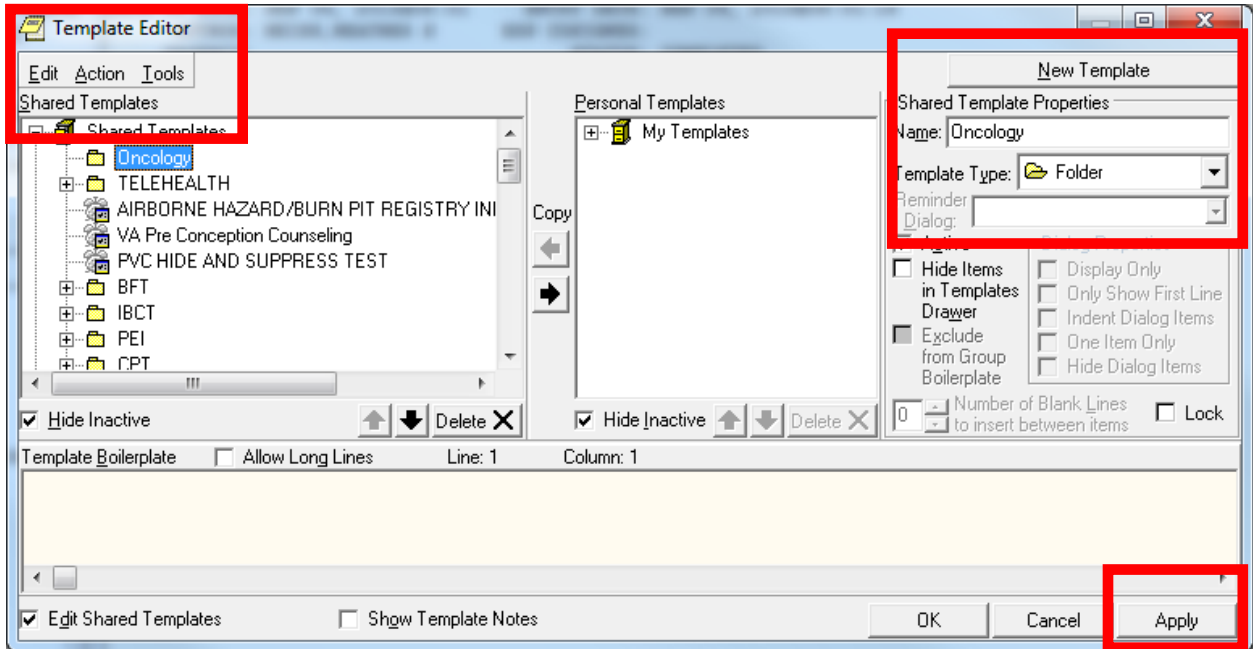 Template Editor
Edit Action Tools
New Template
Shared Templates
Personal Templates
Shared Template Properties
Shared Templates
My Templates
Name: Oncology
Oncology
TELEHEALTH
Template Type: Folder
AIRBORNE HAZARD/BURN PIT REGISTRY INI
Reminder
Dialog:
Copy
VA Pre Conception Counseling
PVC HIDE AND SUPPRESS TEST
BFT
IBCT
PEI
CPT
Active
Dialog Properties
Hide Items
in Templates
Drawer
Display Only
Only Show First Line
Indent Dialog Items
Exclude
from Group
Boilerplate
One Item Only
Hide Dialog Items
Hide Inactive
Delete
Hide Inactive
Delete
0
Number of Blank Lines
to insert between items
Lock
Template Boilerplate Allow Long Lines Line: 1 Column: 1
Edit Shared Templates Show Template Notes OK Cancel Apply